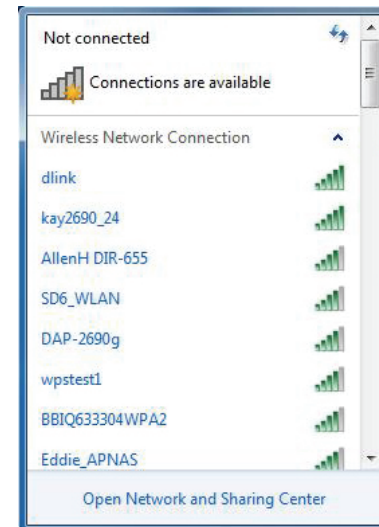 Not connected
Connections are available
Wireless Network Connection
dlink
kay2690_24
AllenH DIR-655
SD6_WLAN
DAP-2690g
wpstest1
BBIQ633304WPA2
Eddie_APNAS
Open Network and Sharing Center